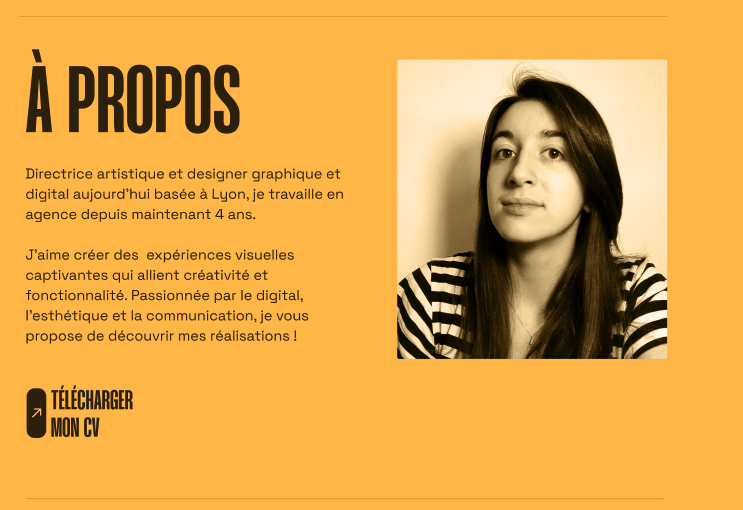 À PROPOS
Directrice artistique et designer graphique et
digital aujourd'hui basée à Lyon, je travaille en
agence depuis maintenant 4 ans.
J'aime créer des  expériences visuelles
captivantes qui allient créativité et
fonctionnalité. Passionnée par le digital,
l'esthétique et la communication, je vous
propose de découvrir mes réalisations !
TÉLÉCHARGER
MON CV